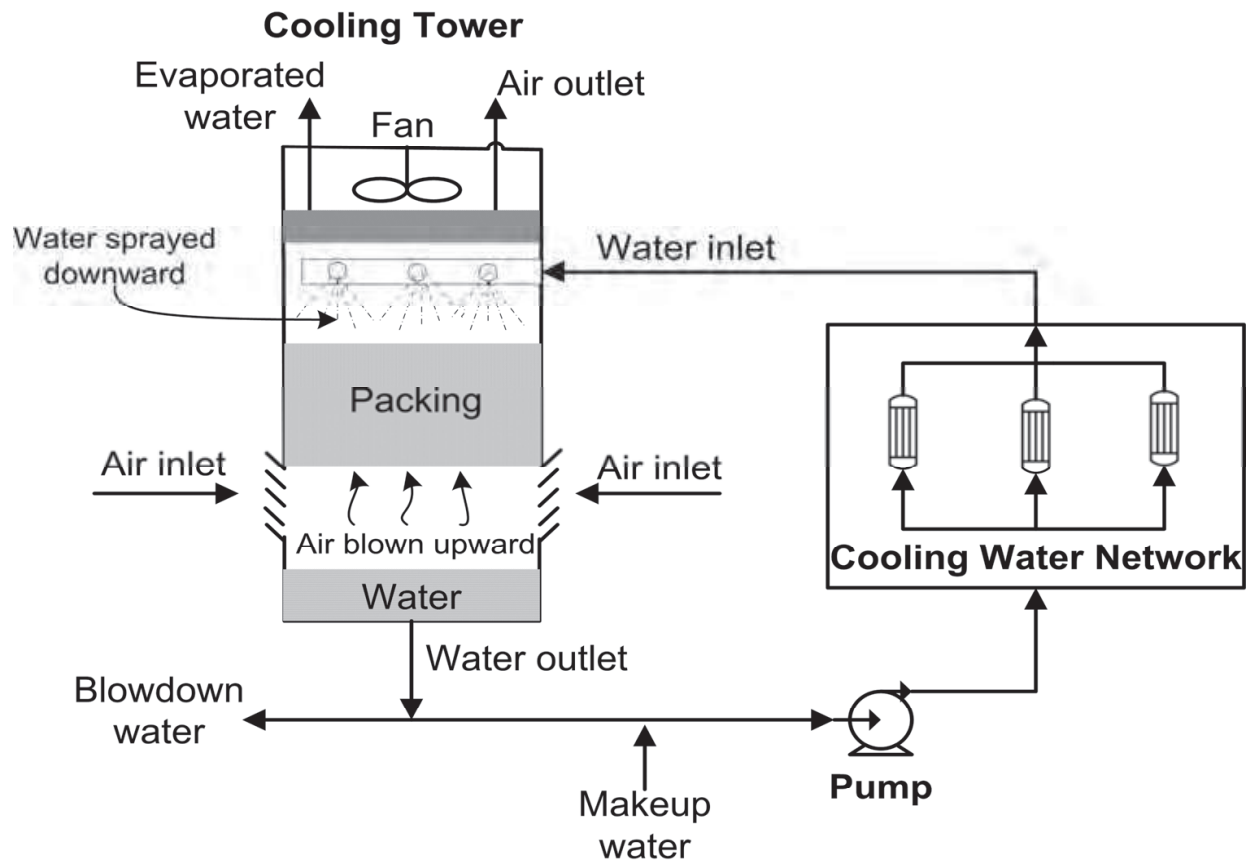 Cooling Tower
Evaporated
water
Air outlet
Fan
Water sprayed
downward
Water inlet
Packing
Air inlet
Air inlet
Air blown upward
Cooling Water Network
Water
Water outlet
Blowdown
water
Makeup
water
Pump